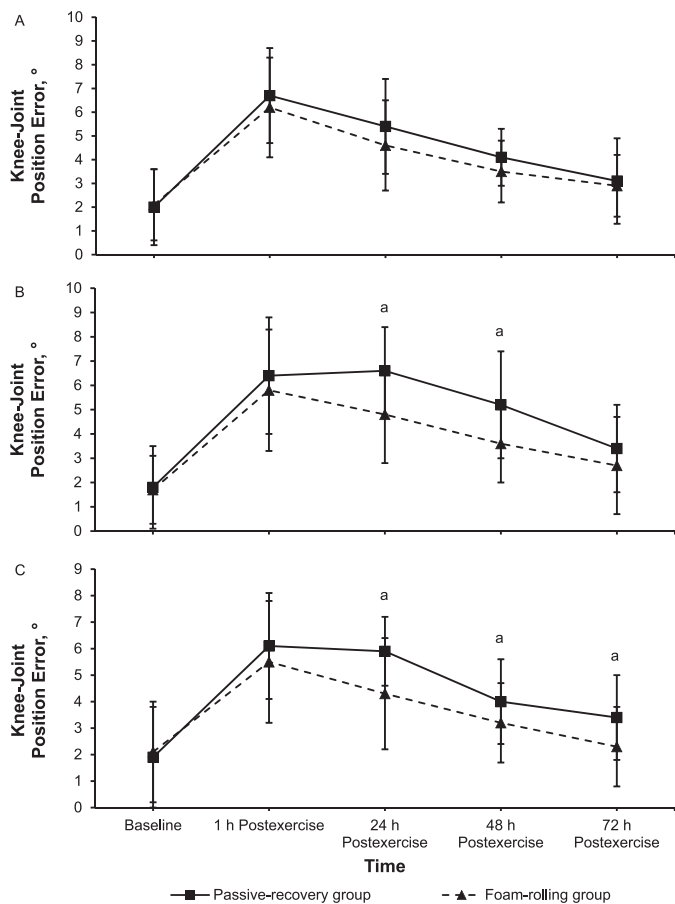 A
Knee-Joint
Position Error, °
10
9
8
7
6
5
4
3
2
1
0
B
Knee-Joint
Position Error, °
10
9
8
7
6
5
4
3
2
1
0
a
a
C
Knee-Joint
Position Error, °
9
8
7
6
5
4
3
2
1
0
a
a
a
Baseline
1 h Postexercise
24 h
Postexercise
48 h
Postexercise
72 h
Postexercise
Time
Passive-recovery group
Foam-rolling group